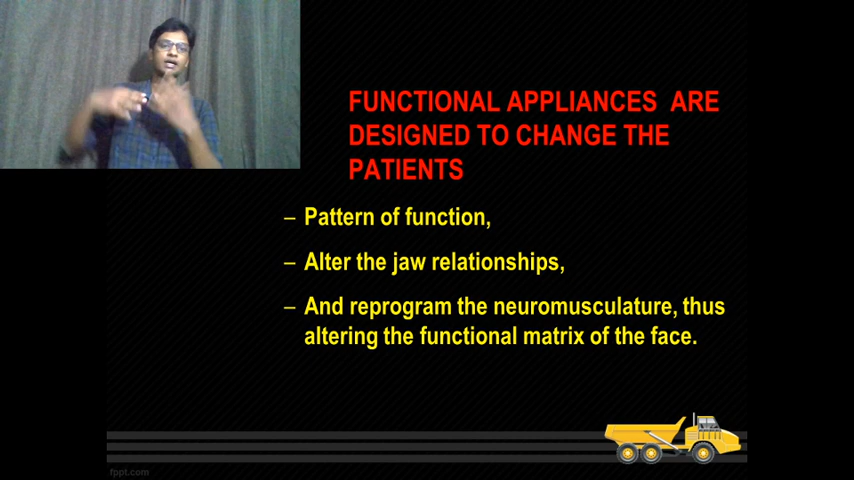 FUNCTIONAL APPLIANCES ARE
DESIGNED TO CHANGE THE
PATIENTS
– Pattern of function,
– Alter the jaw relationships,
– And reprogram the neuromusculature, thus
altering the functional matrix of the face.
fppt.com